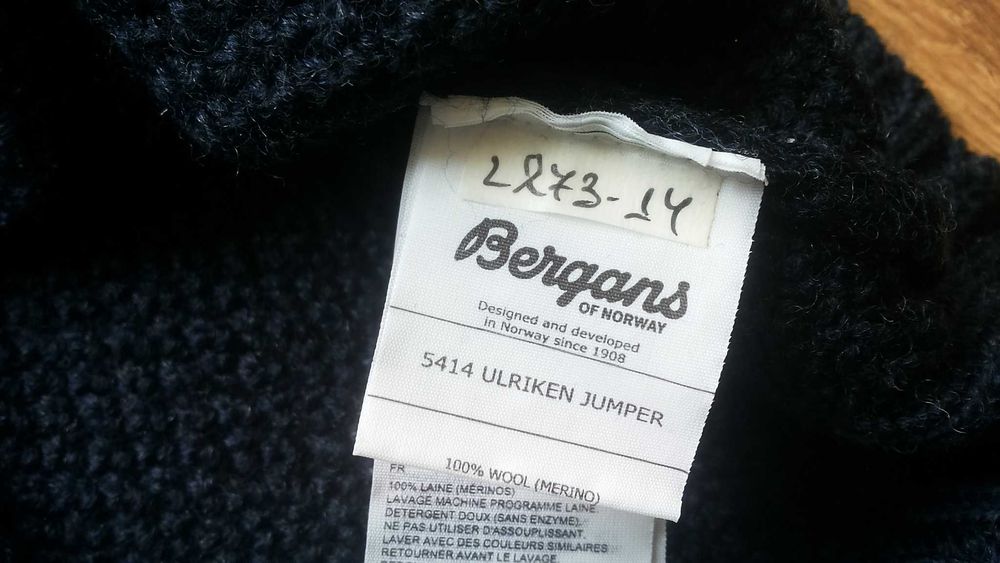 L873-14
Bergans
OF NORWAY
Designed and developed
in Norway since 1908
5414 ULRIKEN JUMPER
100% WOOL (MERINO)
FR
100% LAINE (MÉRINOS)
LAVAGE MACHINE PROGRAMME LAINE.
DETERGENT DOUX (SANS ENZYME).
NE PAS UTILISER D'ASSOUPLISSANT.
LAVER AVEC DES COULEURS SIMILAIRES
RETOURNER AVANT LE LAVAGE.